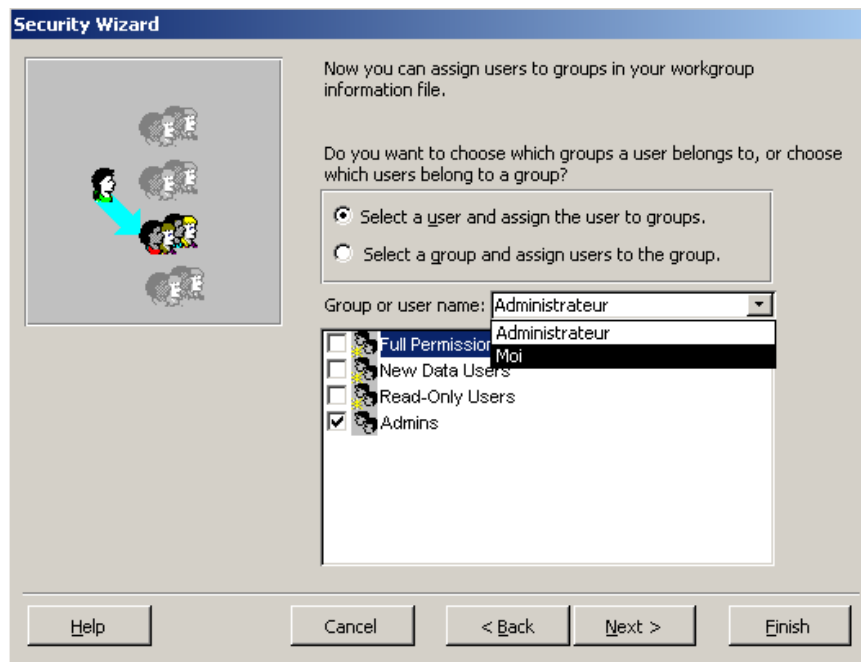 Security Wizard
Now you can assign users to groups in your workgroup
information file.
Do you want to choose which groups a user belongs to, or choose
which users belong to a group?
Select a user and assign the user to groups.
Select a group and assign users to the group.
Group or user name: Administrateur
Administrateur
Moi
Full Permission
New Data Users
Read-Only Users
Admins
Help Cancel < Back Next > Finish